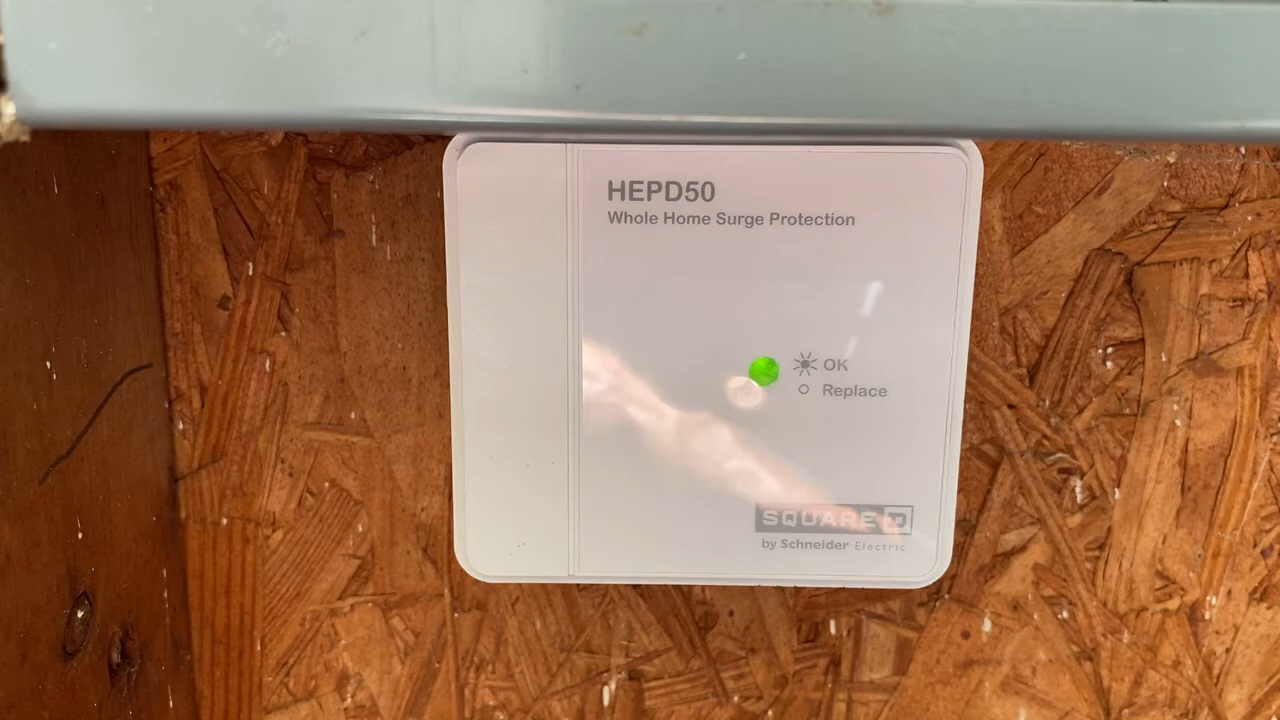 HEPD50
Whole Home Surge Protection
OK
Replace
SQUARE D
by Schneider Electric